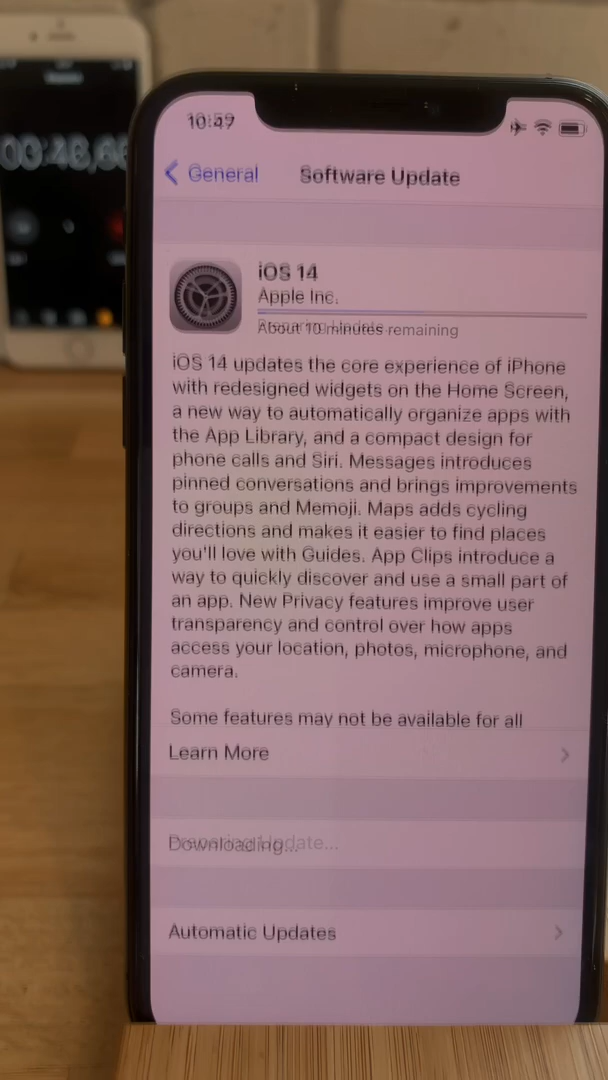 General
Software Update
iOS 14
Apple Inc.
About 10 minutes remaining
iOS 14 updates the core experience of iPhone
with redesigned widgets on the Home Screen,
a new way to automatically organize apps with
the App Library, and a compact design for
phone calls and Siri. Messages introduces
pinned conversations and brings improvements
to groups and Memoji. Maps adds cycling
directions and makes it easier to find places
you'll love with Guides. App Clips introduce a
way to quickly discover and use a small part of
an app. New Privacy features improve user
transparency and control over how apps
access your location, photos, microphone, and
camera.
Some features may not be available for all
Learn More
Downloading...
Preparing Update...
Automatic Updates